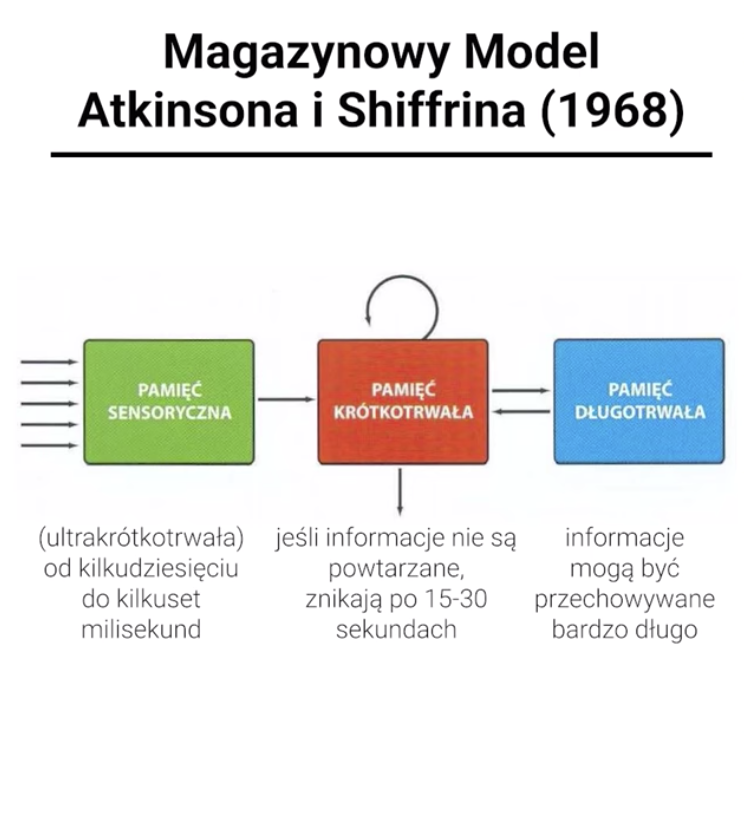 Magazynowy Model
Atkinsona i Shiffrina (1968)
PAMIĘĆ
SENSORYCZNA
PAMIĘĆ
KRÓTKOTRWAŁA
PAMIĘĆ
DŁUGOTRWAŁA
(ultrakrótkotrwała)
od kilkudziesięciu
do kilkuset
milisekund
jeśli informacje nie są
powtarzane,
znikają po 15-30
sekundach
informacje
mogą być
przechowywane
bardzo długo